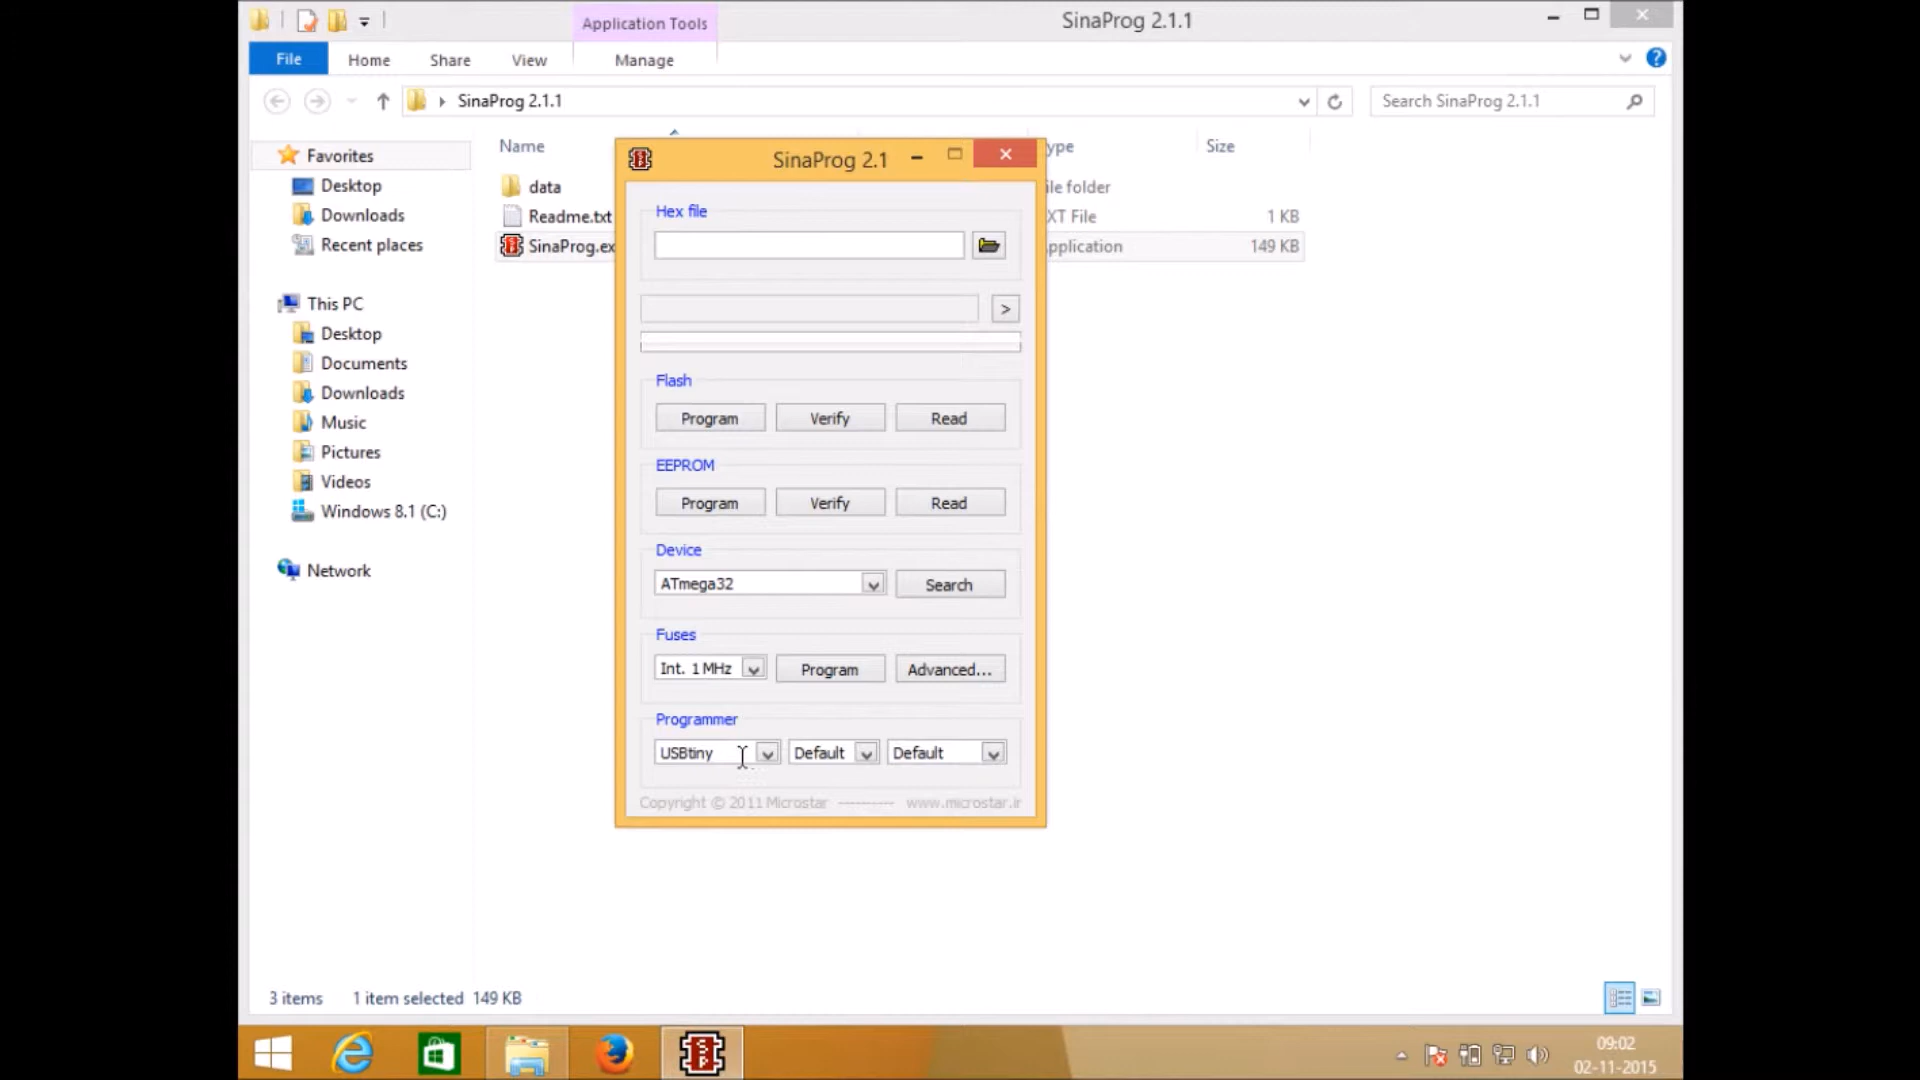 Application Tools
SinaProg 2.1.1
File
Home
Share
View
Manage
SinaProg 2.1.1
Search SinaProg 2.1.1
Favorites
Desktop
Downloads
Recent places
This PC
Desktop
Documents
Downloads
Music
Pictures
Videos
Windows 8.1 (C:)
Network
Name
ype
Size
data
ile folder
Readme.txt
XT File
1 KB
SinaProg.ex
pplication
149 KB
SinaProg 2.1
Hex file
>
Flash
Program
Verify
Read
EEPROM
Program
Verify
Read
Device
ATmega32
Search
Fuses
Int. 1 MHz
Program
Advanced...
Programmer
USBtiny
Default
Default
Copyright © 2011 Microstar ---------- www.microstar.ir
3 items
1 item selected 149 KB
09:02
02-11-2015